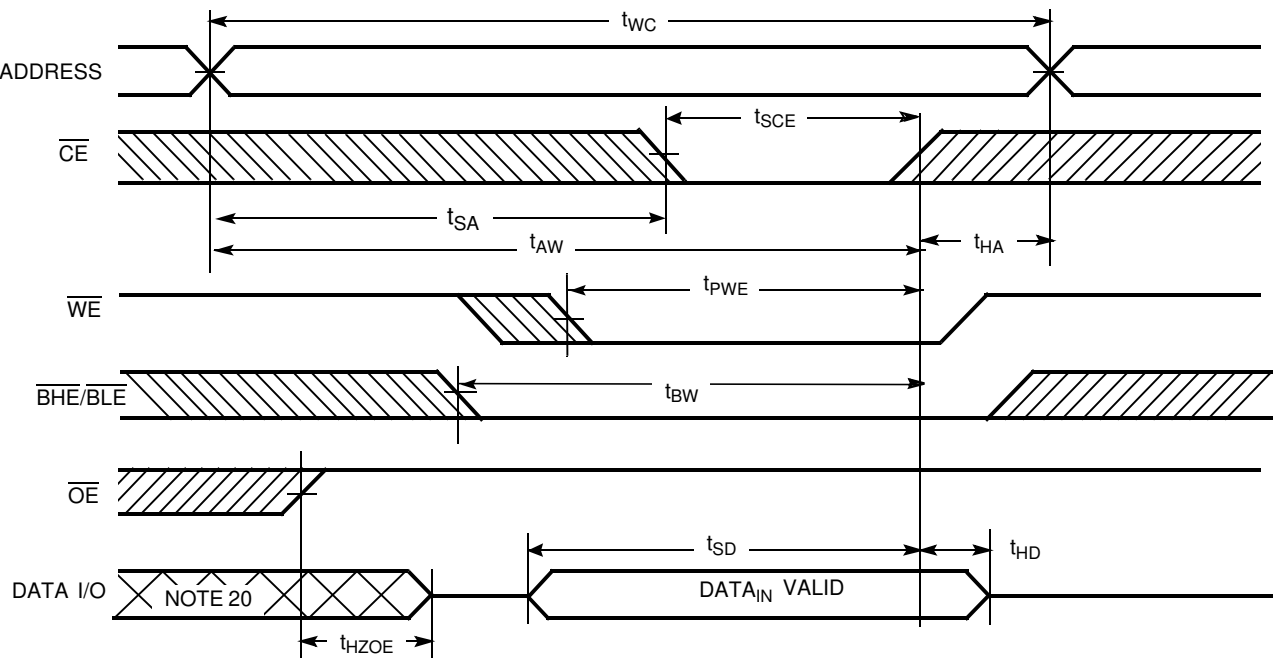 tWC
ADDRESS
tSCE
CE
tSA
tAW
tHA
tPWE
WE
BHE/BLE
tBW
OE
tSD
tHD
DATA I/O
NOTE 20
DATAIN VALID
tHZOE